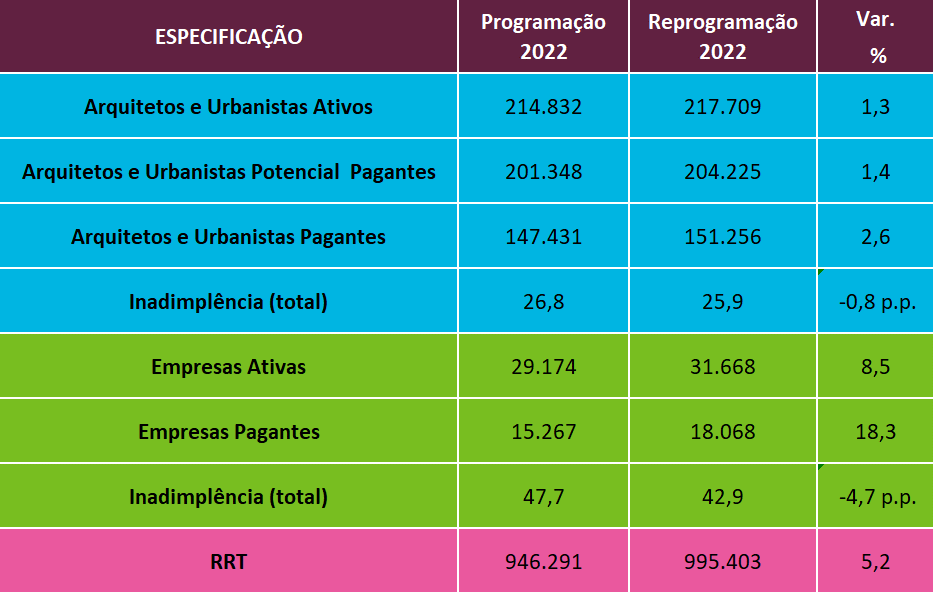 ESPECIFICAÇÃO Programação 2022 Reprogramação 2022 Var. %
Arquitetos e Urbanistas Ativos 214.832 217.709 1,3
Arquitetos e Urbanistas Potencial Pagantes 201.348 204.225 1,4
Arquitetos e Urbanistas Pagantes 147.431 151.256 2,6
Inadimplência (total) 26,8 25,9 -0,8 p.p.
Empresas Ativas 29.174 31.668 8,5
Empresas Pagantes 15.267 18.068 18,3
Inadimplência (total) 47,7 42,9 -4,7 p.p.
RRT 946.291 995.403 5,2